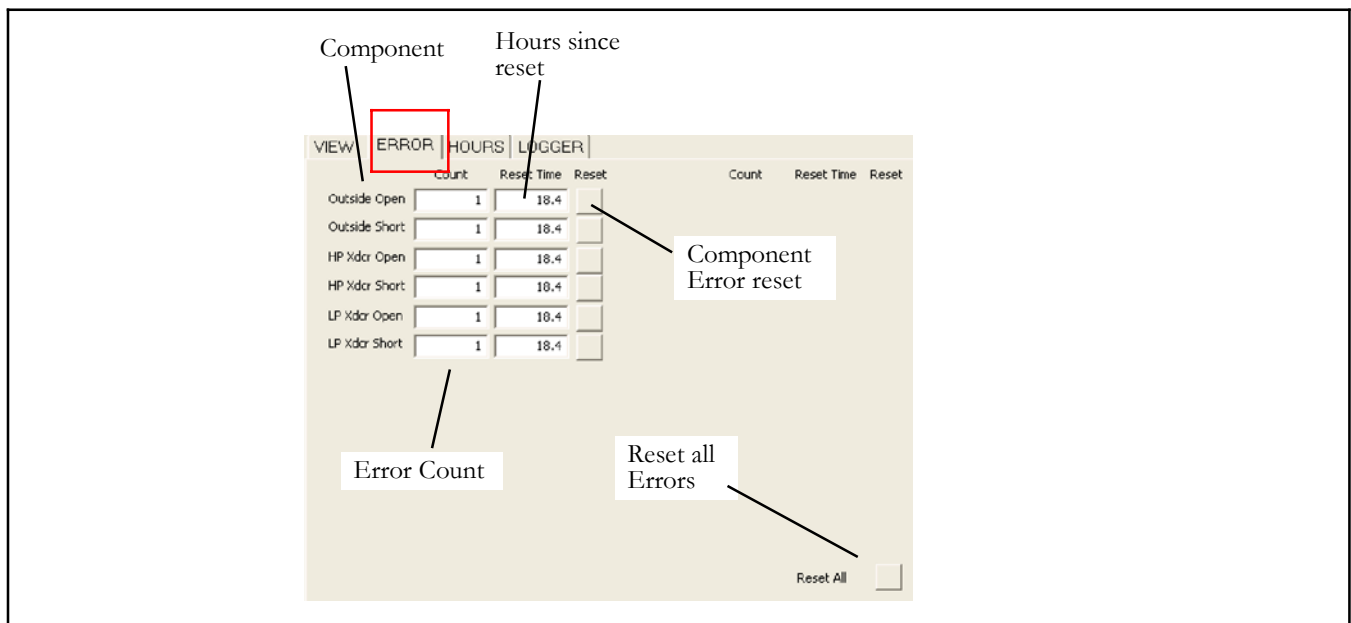 Component
Hours since
reset
VIEW ERROR HOURS LOGGER
Count Reset Time Reset Count Reset Time Reset
Outside Open 1 18.4
Outside Short 1 18.4
HP Xdcr Open 1 18.4
HP Xdcr Short 1 18.4
LP Xdcr Open 1 18.4
LP Xdcr Short 1 18.4
Component
Error reset
Error Count
Reset all
Errors
Reset All